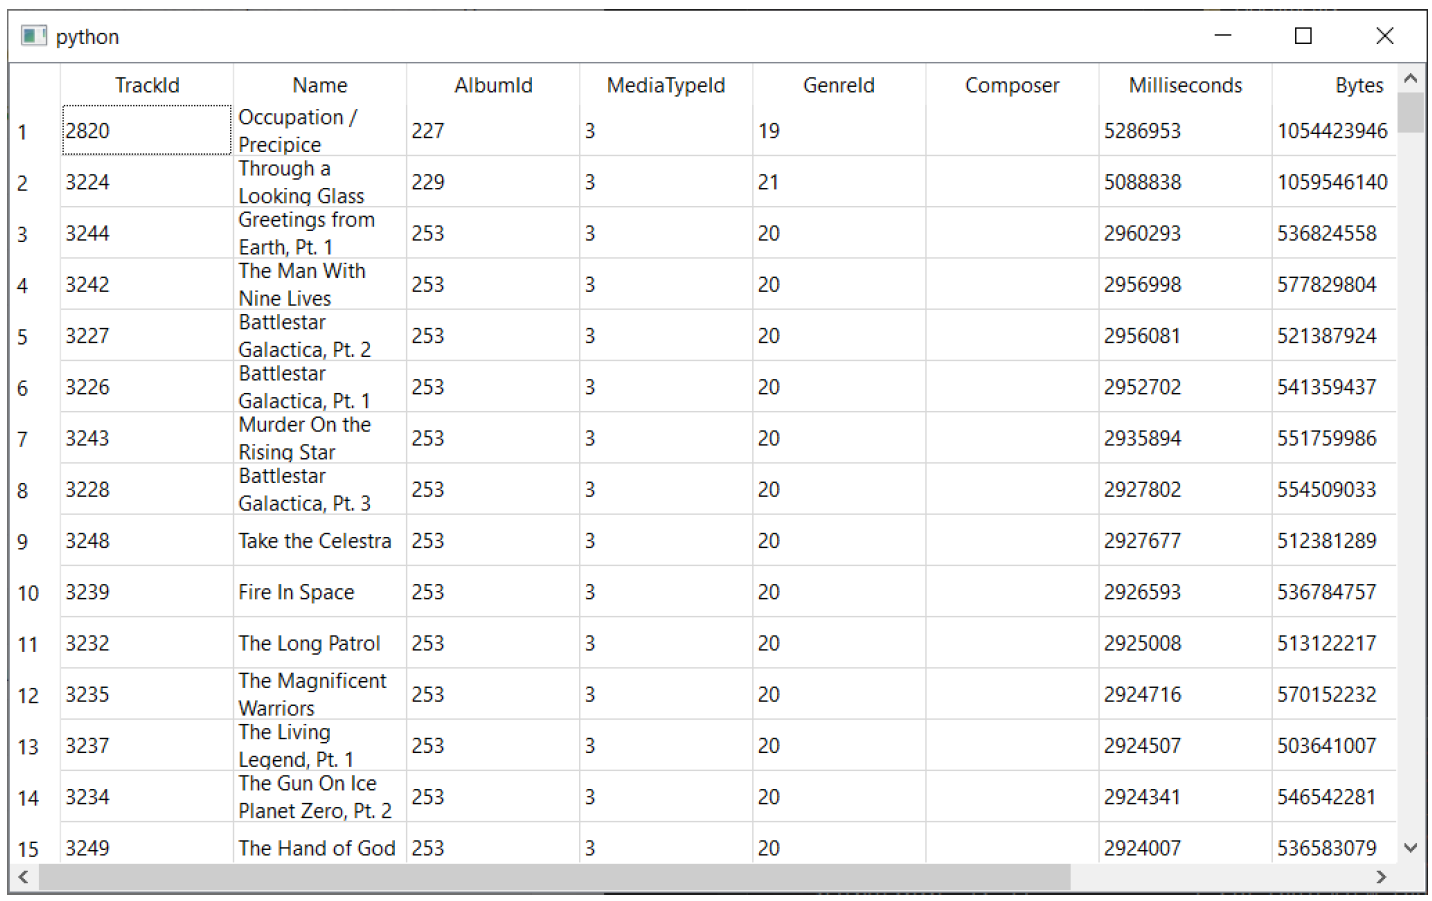 python
TrackId Name AlbumId MediaTypeId GenreId Composer Milliseconds Bytes
1 2820 Occupation / Precipice 227 3 19 5286953 1054423946
2 3224 Through a Looking Glass 229 3 21 5088838 1059546140
3 3244 Greetings from Earth, Pt. 1 253 3 20 2960293 536824558
4 3242 The Man With Nine Lives 253 3 20 2956998 577829804
5 3227 Battlestar Galactica, Pt. 2 253 3 20 2956081 521387924
6 3226 Battlestar Galactica, Pt. 1 253 3 20 2952702 541359437
7 3243 Murder On the Rising Star 253 3 20 2935894 551759986
8 3228 Battlestar Galactica, Pt. 3 253 3 20 2927802 554509033
9 3248 Take the Celestra 253 3 20 2927677 512381289
10 3239 Fire In Space 253 3 20 2926593 536784757
11 3232 The Long Patrol 253 3 20 2925008 513122217
12 3235 The Magnificent Warriors 253 3 20 2924716 570152232
13 3237 The Living Legend, Pt. 1 253 3 20 2924507 503641007
14 3234 The Gun On Ice Planet Zero, Pt. 2 253 3 20 2924341 546542281
15 3249 The Hand of God 253 3 20 2924007 536583079